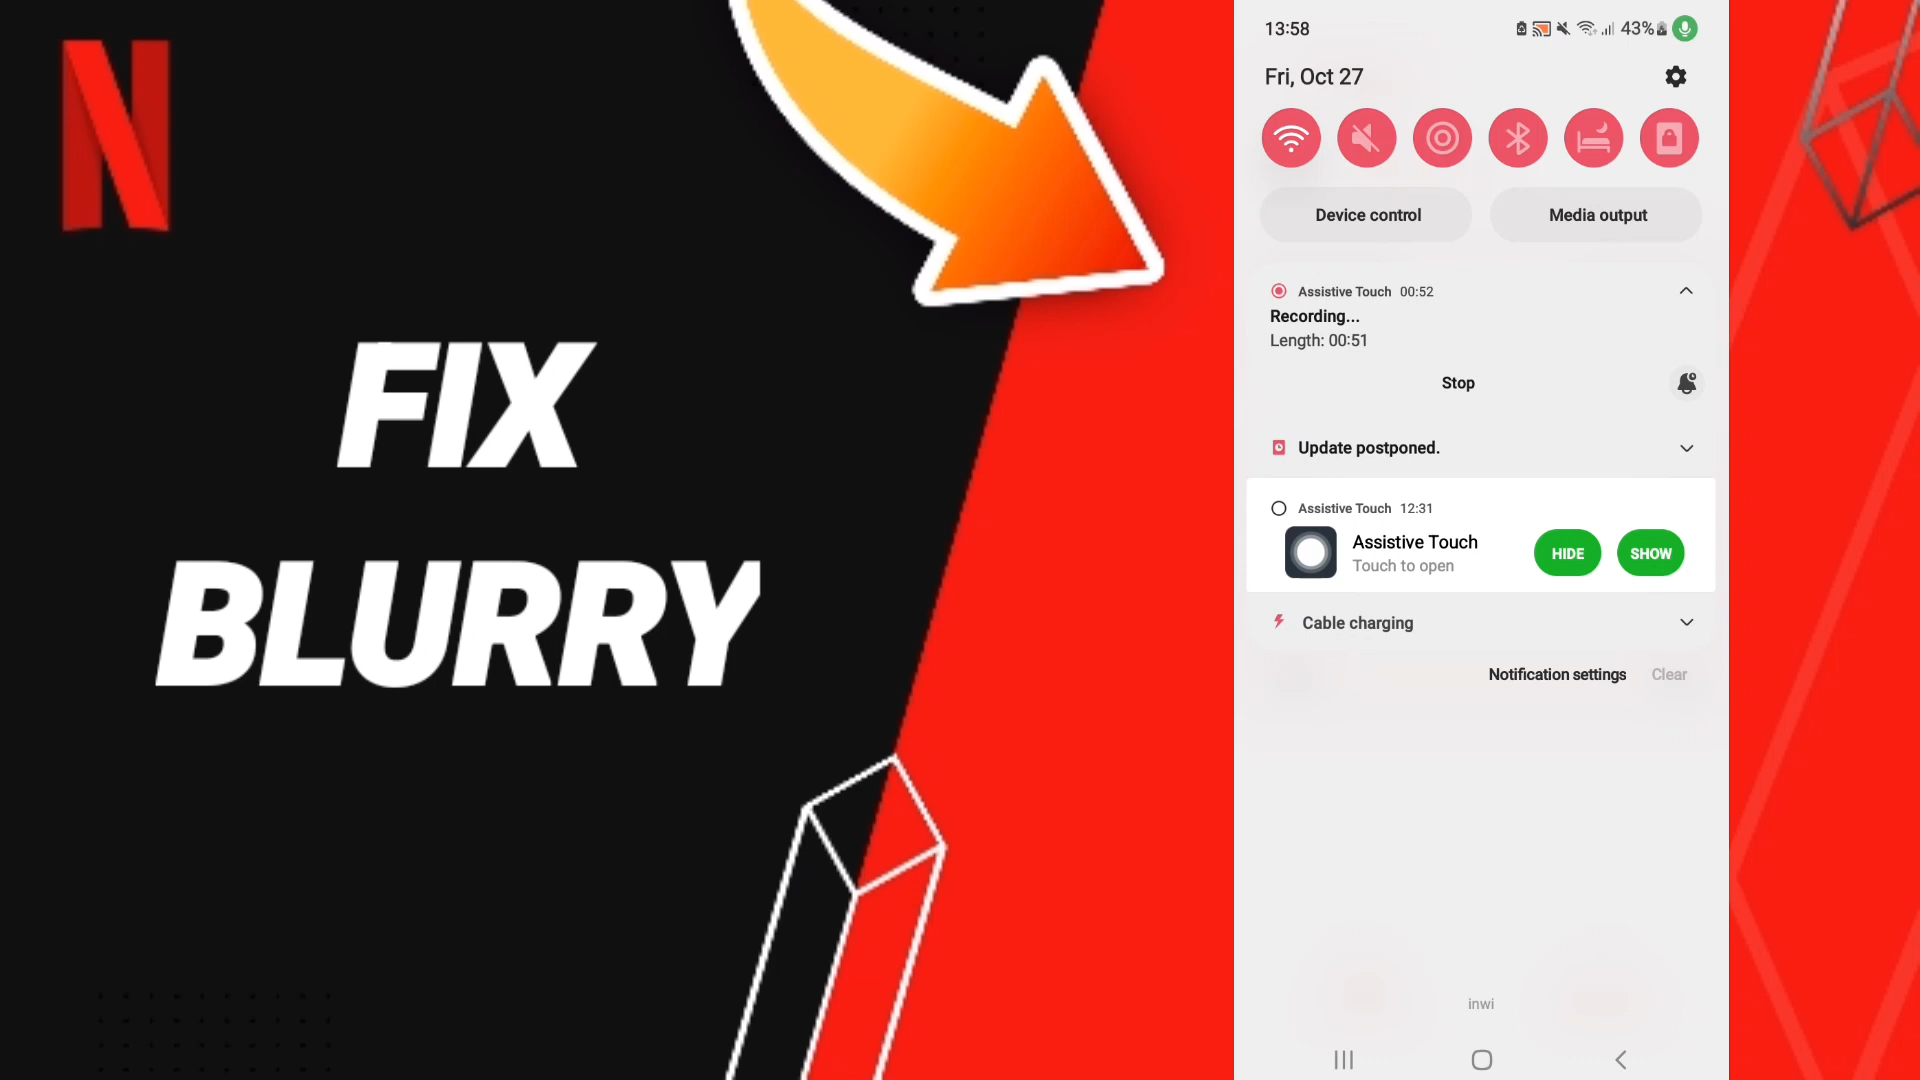 FIX
BLURRY
13:58
43%
Fri, Oct 27
Device control
Media output
Assistive Touch 00:52
Recording...
Length: 00:51
Stop
Update postponed.
Assistive Touch 12:31
Assistive Touch
Touch to open
HIDE
SHOW
Cable charging
Notification settings
Clear
inwi